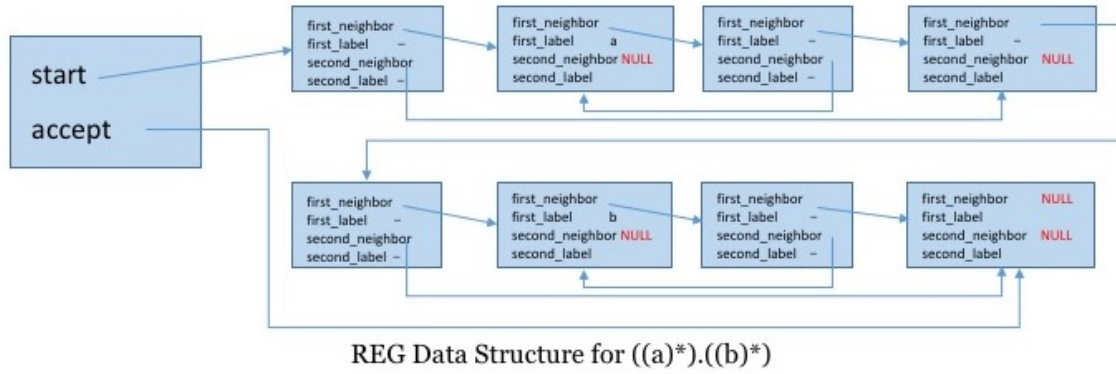 start
accept
first_neighbor
first_label –
second_neighbor
second_label –
first_neighbor
first_label a
second_neighbor NULL
second_label
first_neighbor
first_label –
second_neighbor
second_label –
first_neighbor
first_label –
second_neighbor NULL
second_label
first_neighbor
first_label –
second_neighbor
second_label –
first_neighbor
first_label b
second_neighbor NULL
second_label
first_neighbor
first_label –
second_neighbor
second_label –
first_neighbor NULL
first_label
second_neighbor NULL
second_label
REG Data Structure for ((a)*).((b)*)